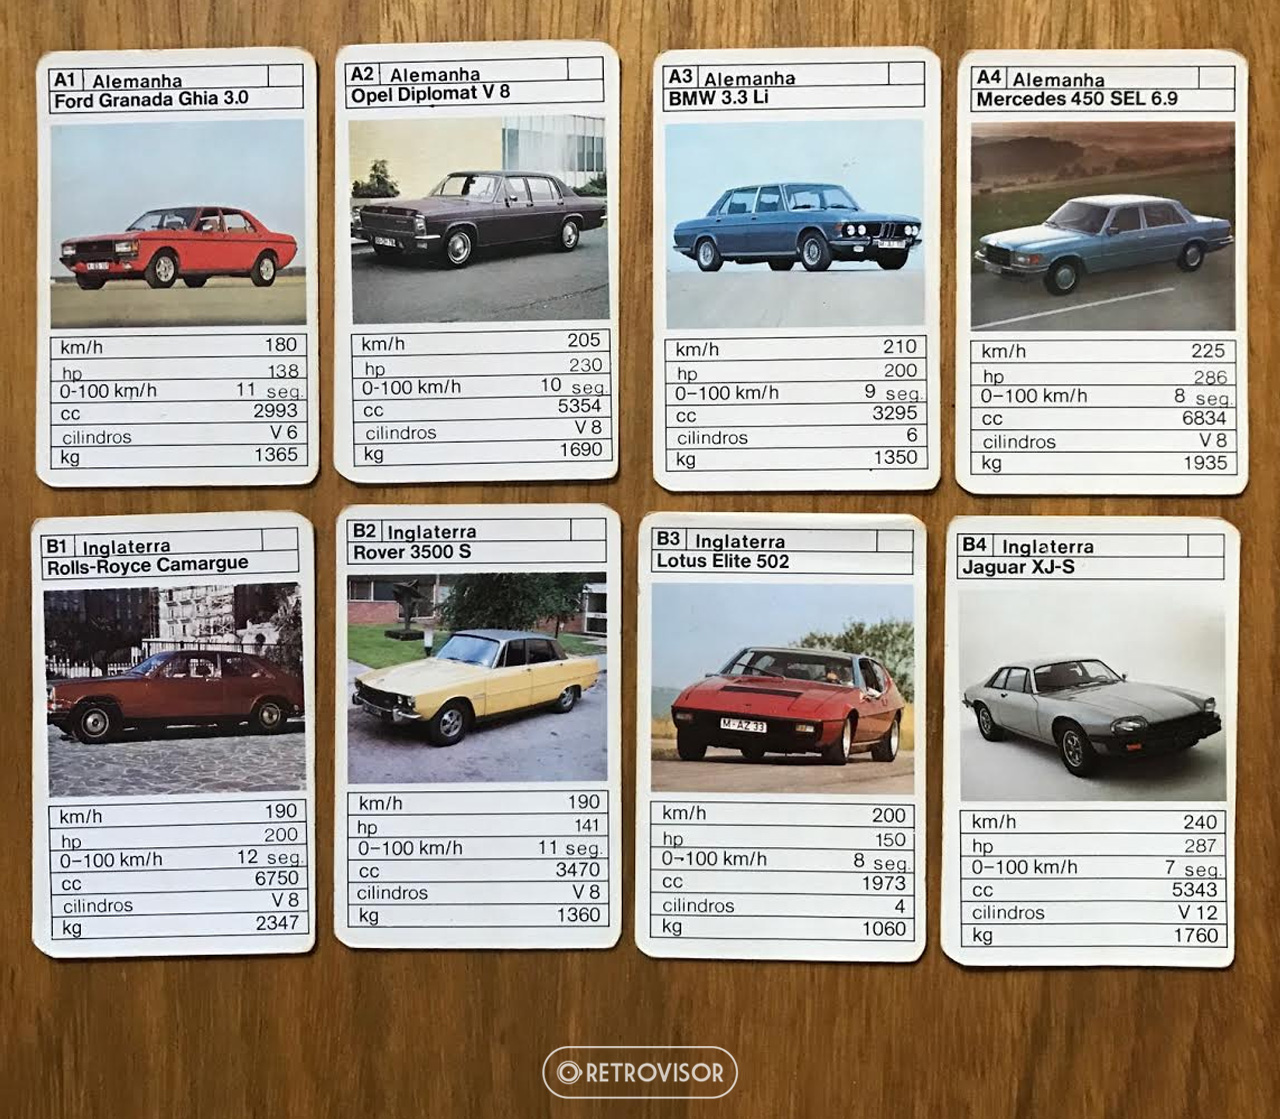 A1 Alemanha
Ford Granada Ghia 3.0
km/h 180
hp 138
0-100 km/h 11 seg.
cc 2993
cilindros V 6
kg 1365
A2 Alemanha
Opel Diplomat V 8
km/h 205
hp 230
0-100 km/h 10 seg.
cc 5354
cilindros V 8
kg 1690
A3 Alemanha
BMW 3.3 Li
km/h 210
hp 200
0-100 km/h 9 seg.
cc 3295
cilindros 6
kg 1350
A4 Alemanha
Mercedes 450 SEL 6.9
km/h 225
hp 286
0-100 km/h 8 seg.
cc 6834
cilindros V 8
kg 1935
B1 Inglaterra
Rolls-Royce Camargue
km/h 190
hp 200
0-100 km/h 12 seg.
cc 6750
cilindros V 8
kg 2347
B2 Inglaterra
Rover 3500 S
km/h 190
hp 141
0-100 km/h 11 seg.
cc 3470
cilindros V 8
kg 1360
B3 Inglaterra
Lotus Elite 502
M-AZ 33
km/h 200
hp 150
0-100 km/h 8 seg.
cc 1973
cilindros 4
kg 1060
B4 Inglaterra
Jaguar XJ-S
km/h 240
hp 287
0-100 km/h 7 seg.
cc 5343
cilindros V 12
kg 1760
RETROVISOR